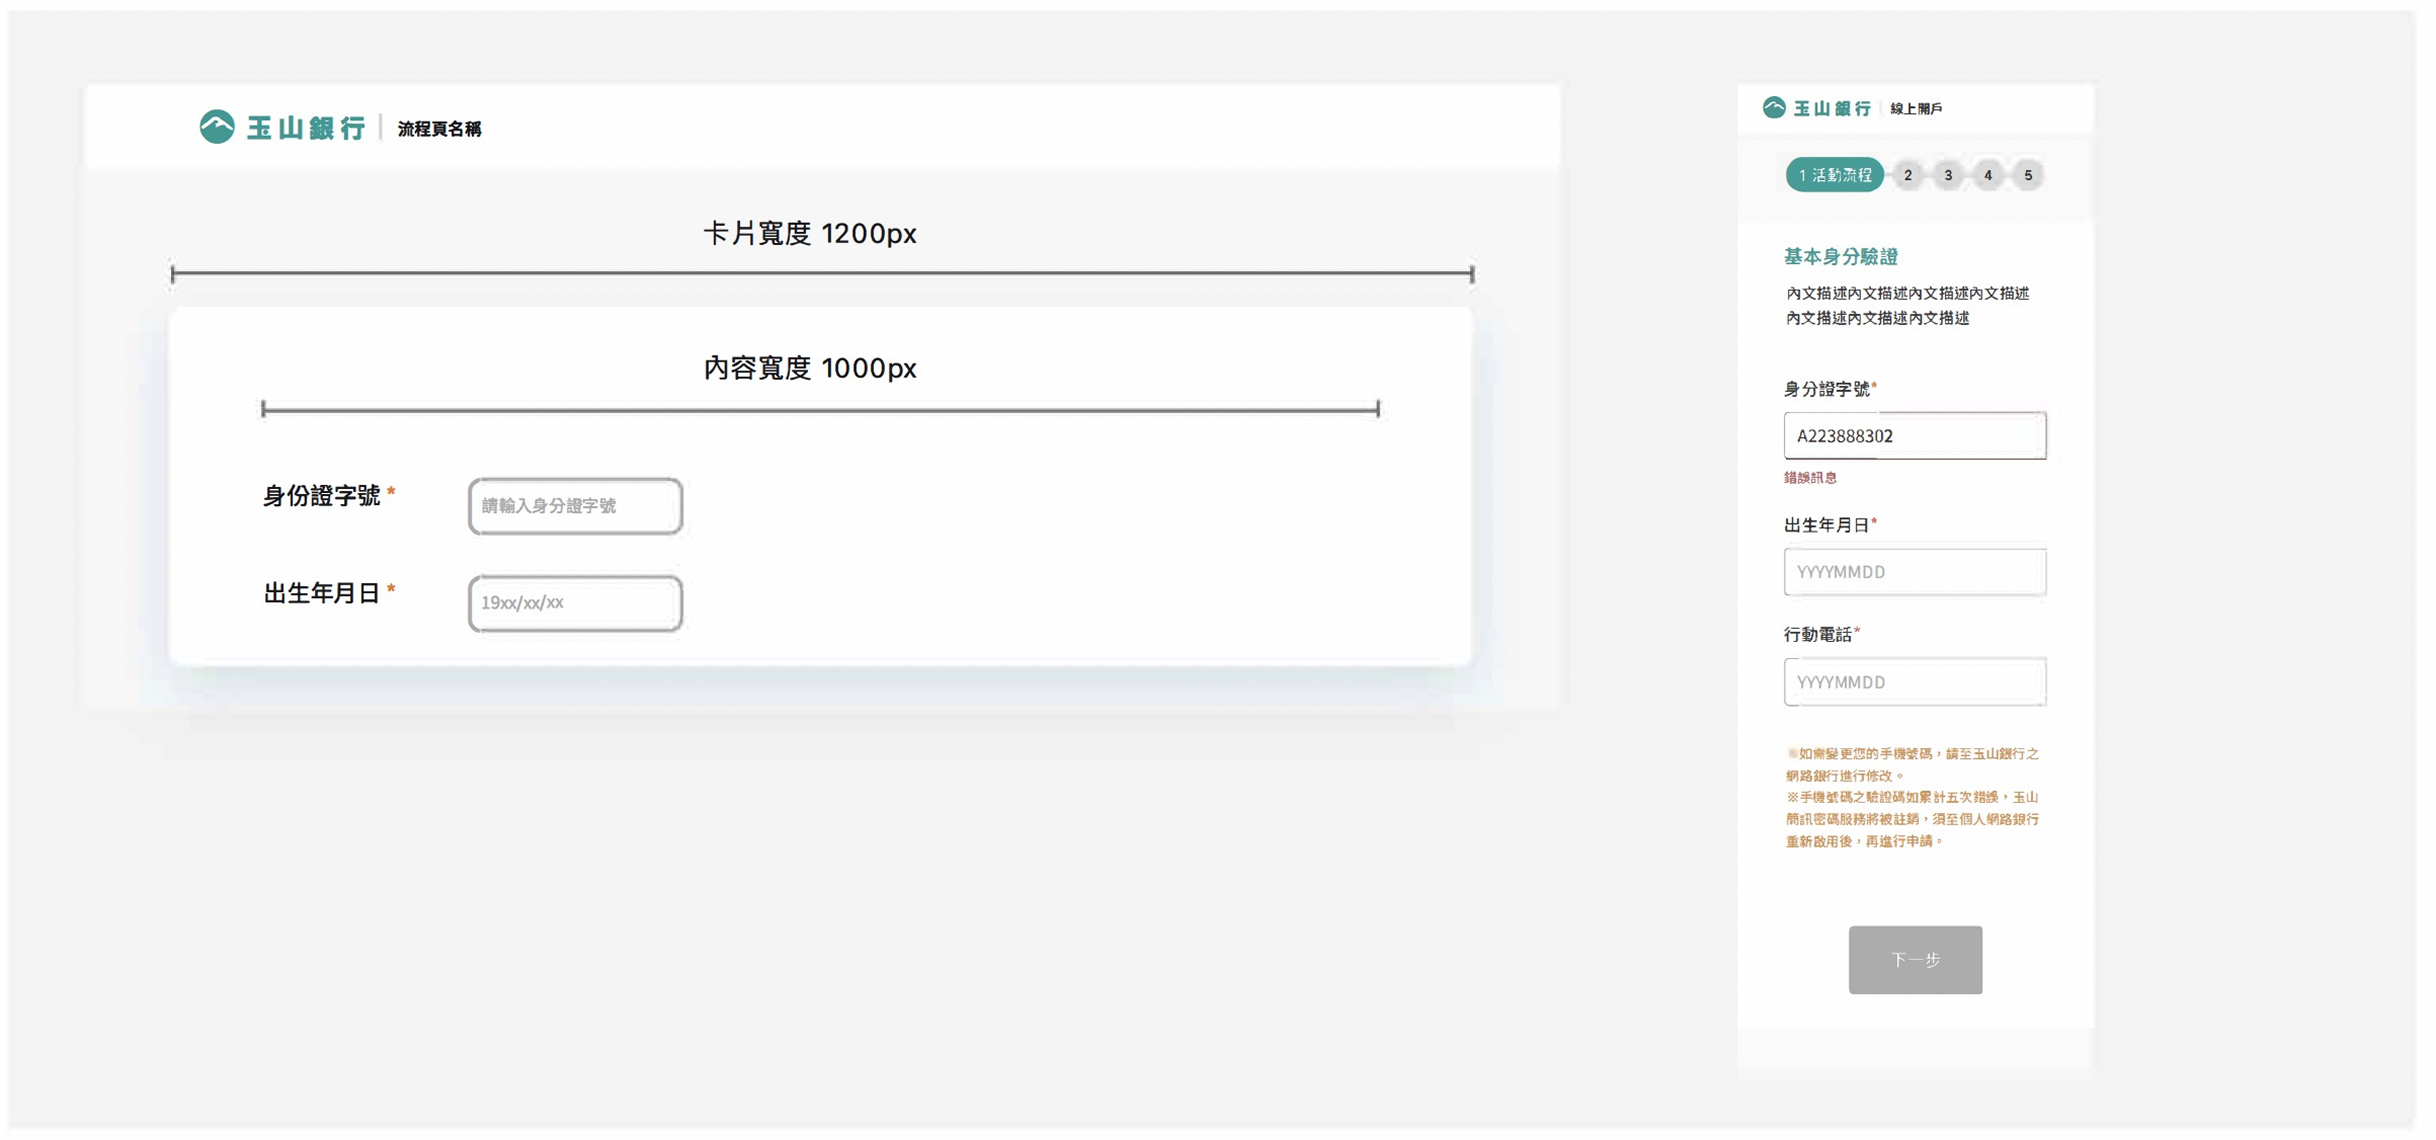 玉山銀行 | 流程頁名稱
卡片寬度 1200px
內容寬度 1000px
身份證字號 *
請輸入身分證字號
出生年月日 *
19xx/xx/xx
玉山銀行 | 線上開戶
1 活動流程 2 3 4 5
基本身分驗證
內文描述內文描述內文描述內文描述
內文描述內文描述內文描述
身分證字號*
A223888302
錯誤訊息
出生年月日*
YYYYMMDD
行動電話*
YYYYMMDD
※如需變更您的手機號碼，請至玉山銀行之
網路銀行進行修改。
※手機號碼之驗證碼如累計五次錯誤，玉山
簡訊密碼服務將被註銷，須至個人網路銀行
重新啟用後，再進行申請。
下一步